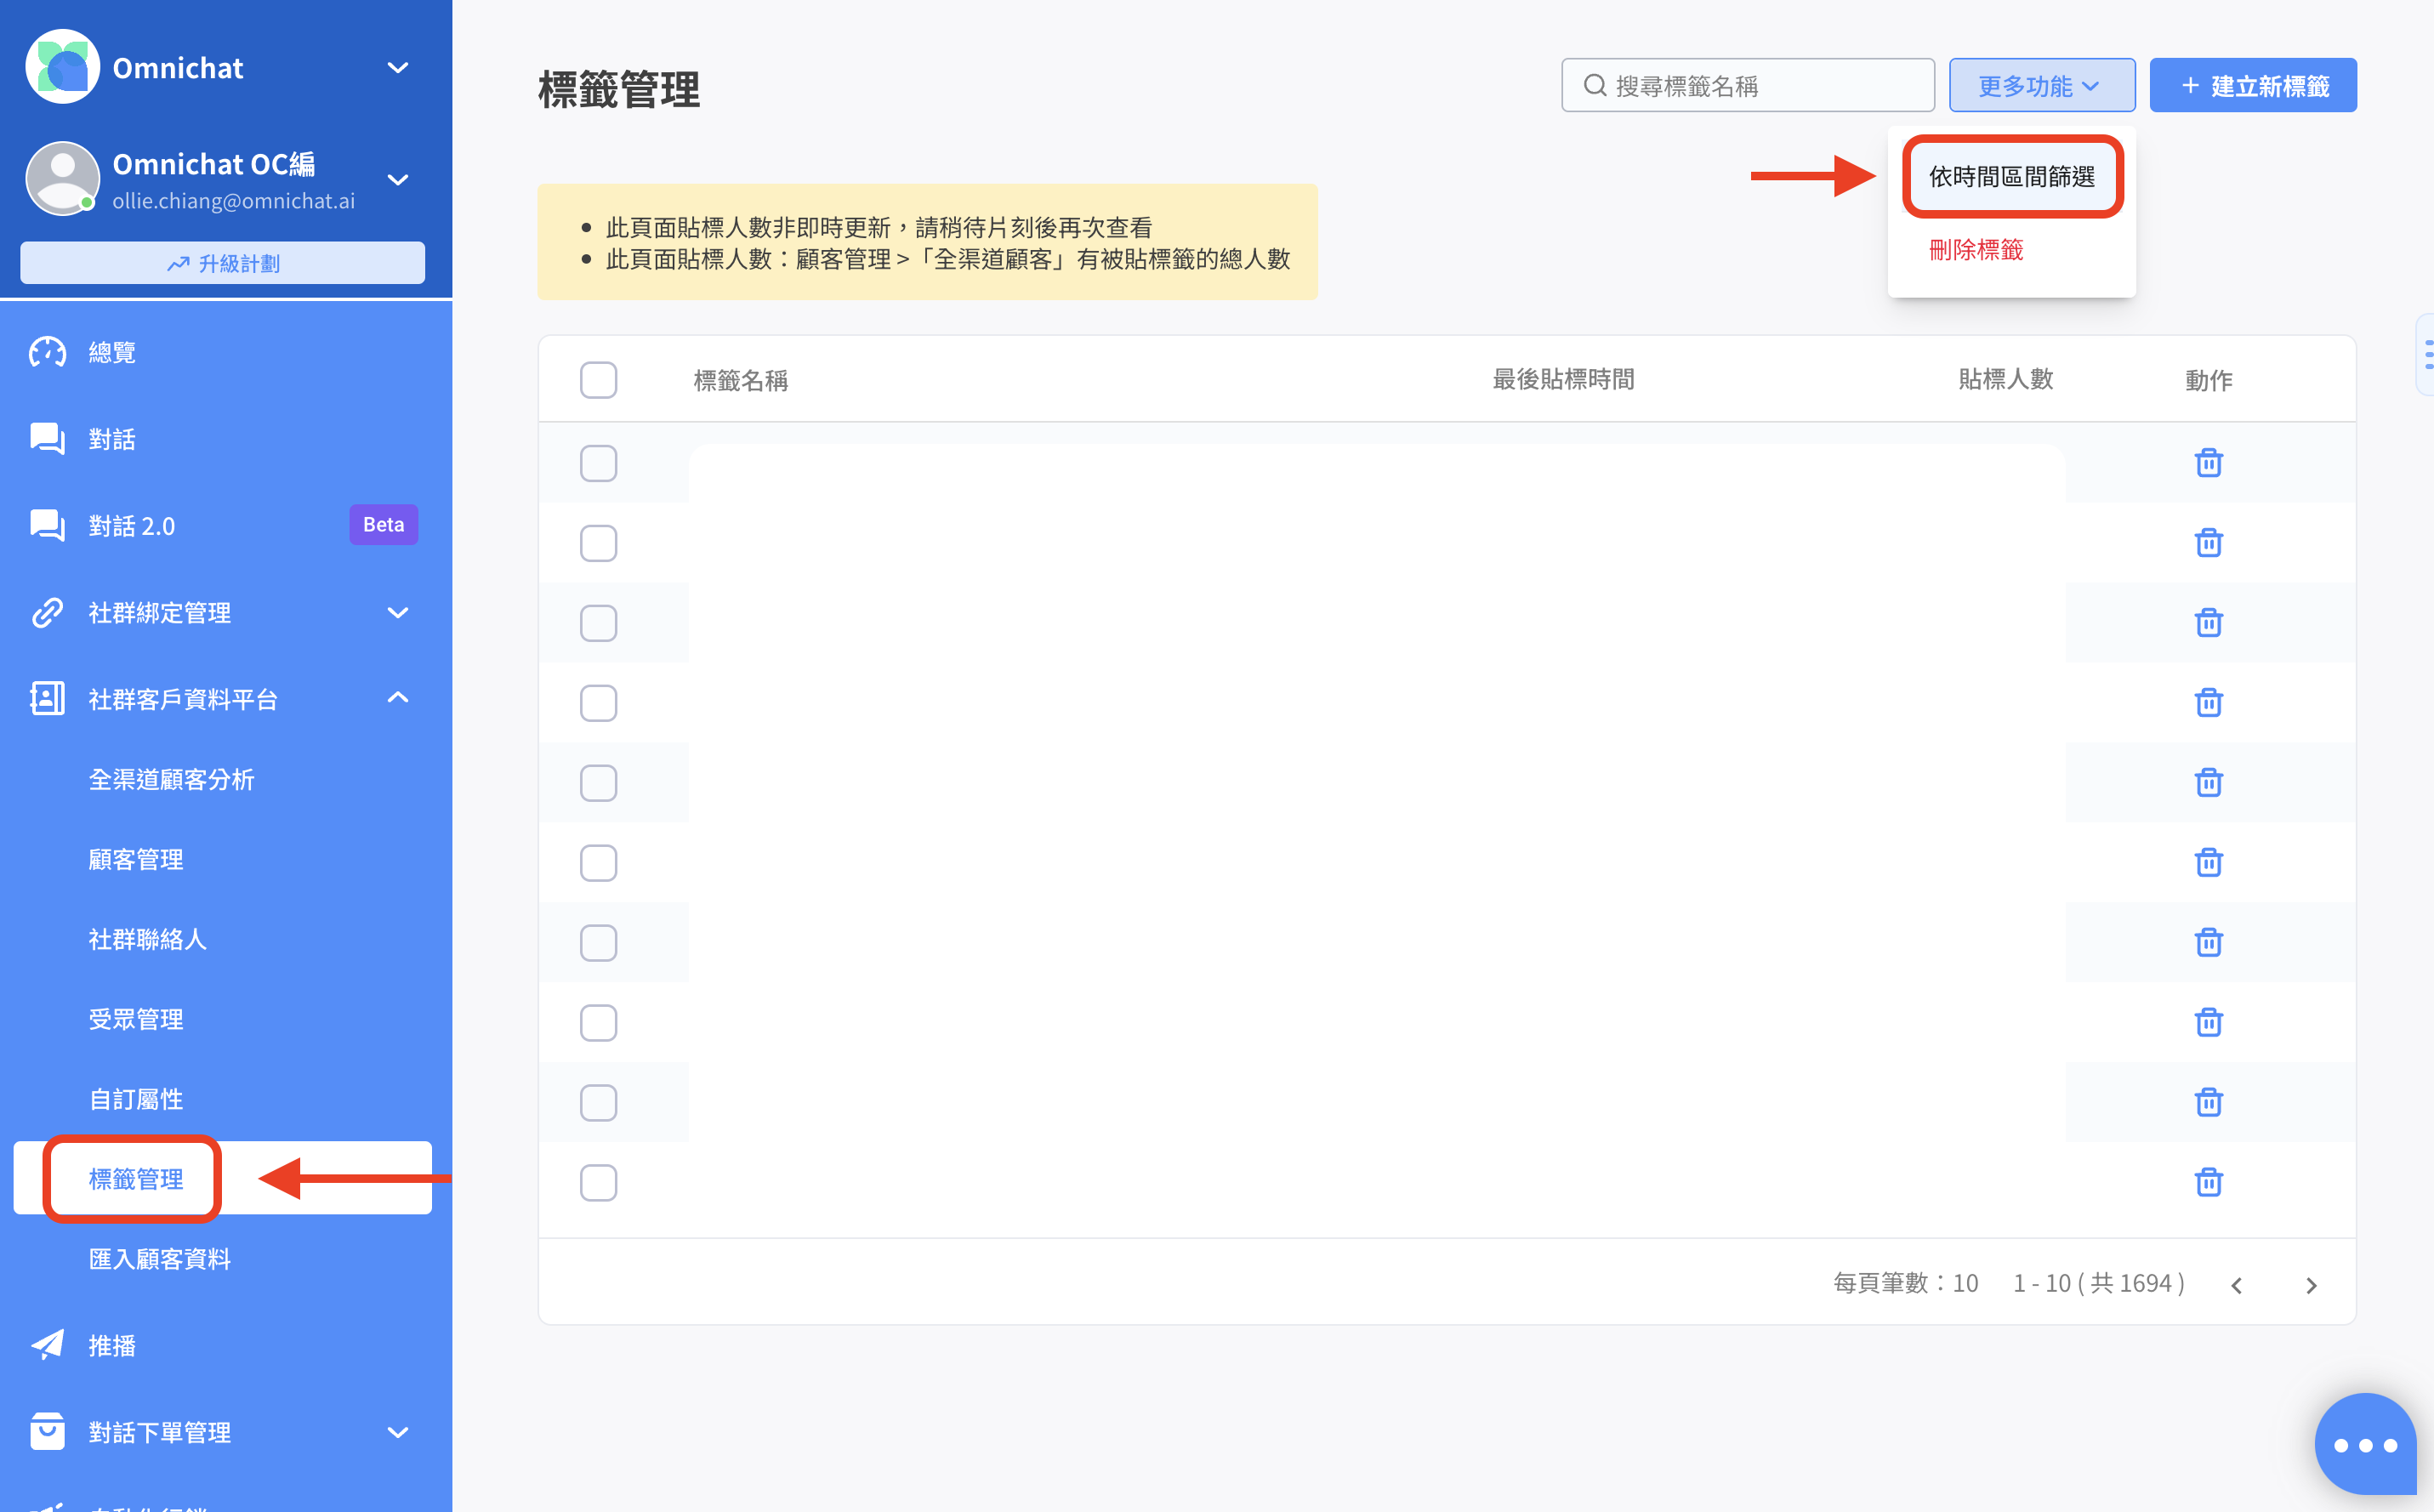 Omnichat
Omnichat OC編
ollie.chiang@omnichat.ai
升級計劃
總覽
對話
對話 2.0
Beta
社群綁定管理
社群客戶資料平台
全渠道顧客分析
顧客管理
社群聯絡人
受眾管理
自訂屬性
標籤管理
匯入顧客資料
推播
對話下單管理
標籤管理
搜尋標籤名稱
更多功能
+ 建立新標籤
依時間區間篩選
刪除標籤
• 此頁面貼標人數非即時更新，請稍待片刻後再次查看
• 此頁面貼標人數：顧客管理 >「全渠道顧客」有被貼標籤的總人數
標籤名稱 最後貼標時間 貼標人數 動作
每頁筆數：10 1 - 10 ( 共 1694 )